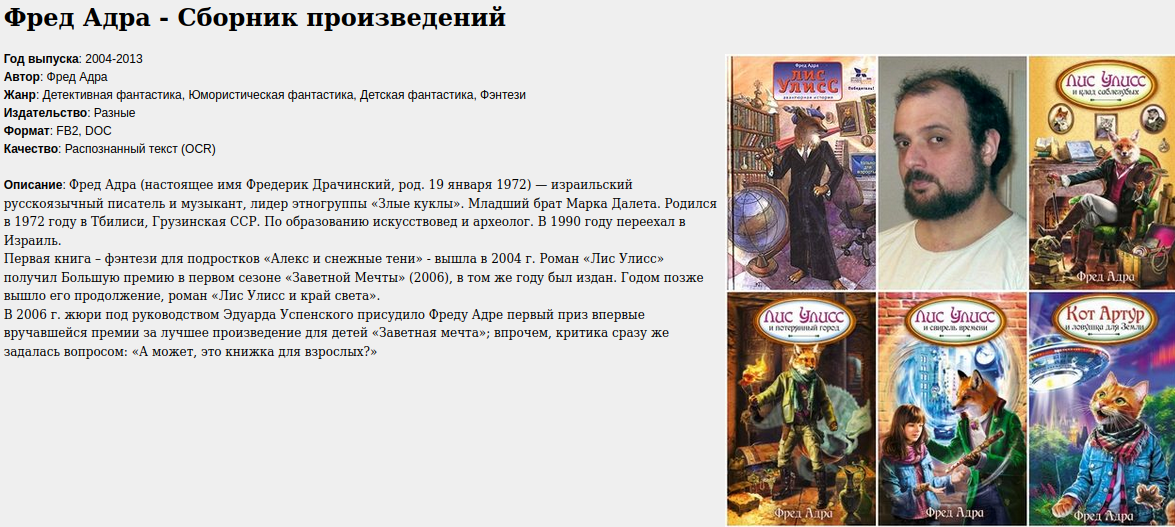 Фред Адра - Сборник произведений
Год выпуска: 2004-2013
Автор: Фред Адра
Жанр: Детективная фантастика, Юмористическая фантастика, Детская фантастика, Фэнтези
Издательство: Разные
Формат: FB2, DOC
Качество: Распознанный текст (OCR)
Описание: Фред Адра (настоящее имя Фредерик Драчинский, род. 19 января 1972) — израильский
русскоязычный писатель и музыкант, лидер этногруппы «Злые куклы». Младший брат Марка Далета. Родился
в 1972 году в Тбилиси, Грузинская ССР. По образованию искусствовед и археолог. В 1990 году переехал в
Израиль.
Первая книга – фэнтези для подростков «Алекс и снежные тени» - вышла в 2004 г. Роман «Лис Улисс»
получил Большую премию в первом сезоне «Заветной Мечты» (2006), в том же году был издан. Годом позже
вышло его продолжение, роман «Лис Улисс и край света».
В 2006 г. жюри под руководством Эдуарда Успенского присудило Фреду Адре первый приз впервые
вручавшейся премии за лучшее произведение для детей «Заветная мечта»; впрочем, критика сразу же
задалась вопросом: «А может, это книжка для взрослых?»
Фред Адра
ЛИС
УЛИСС
авантюрная история
Победитель!
Лис Улисс
и клад саблезубых
Фред Адра
Лис Улисс
и потерянный город
Фред Адра
Лис Улисс
и свирель времени
Фред Адра
Кот Артур
и ловушка для Земли
Фред Адра